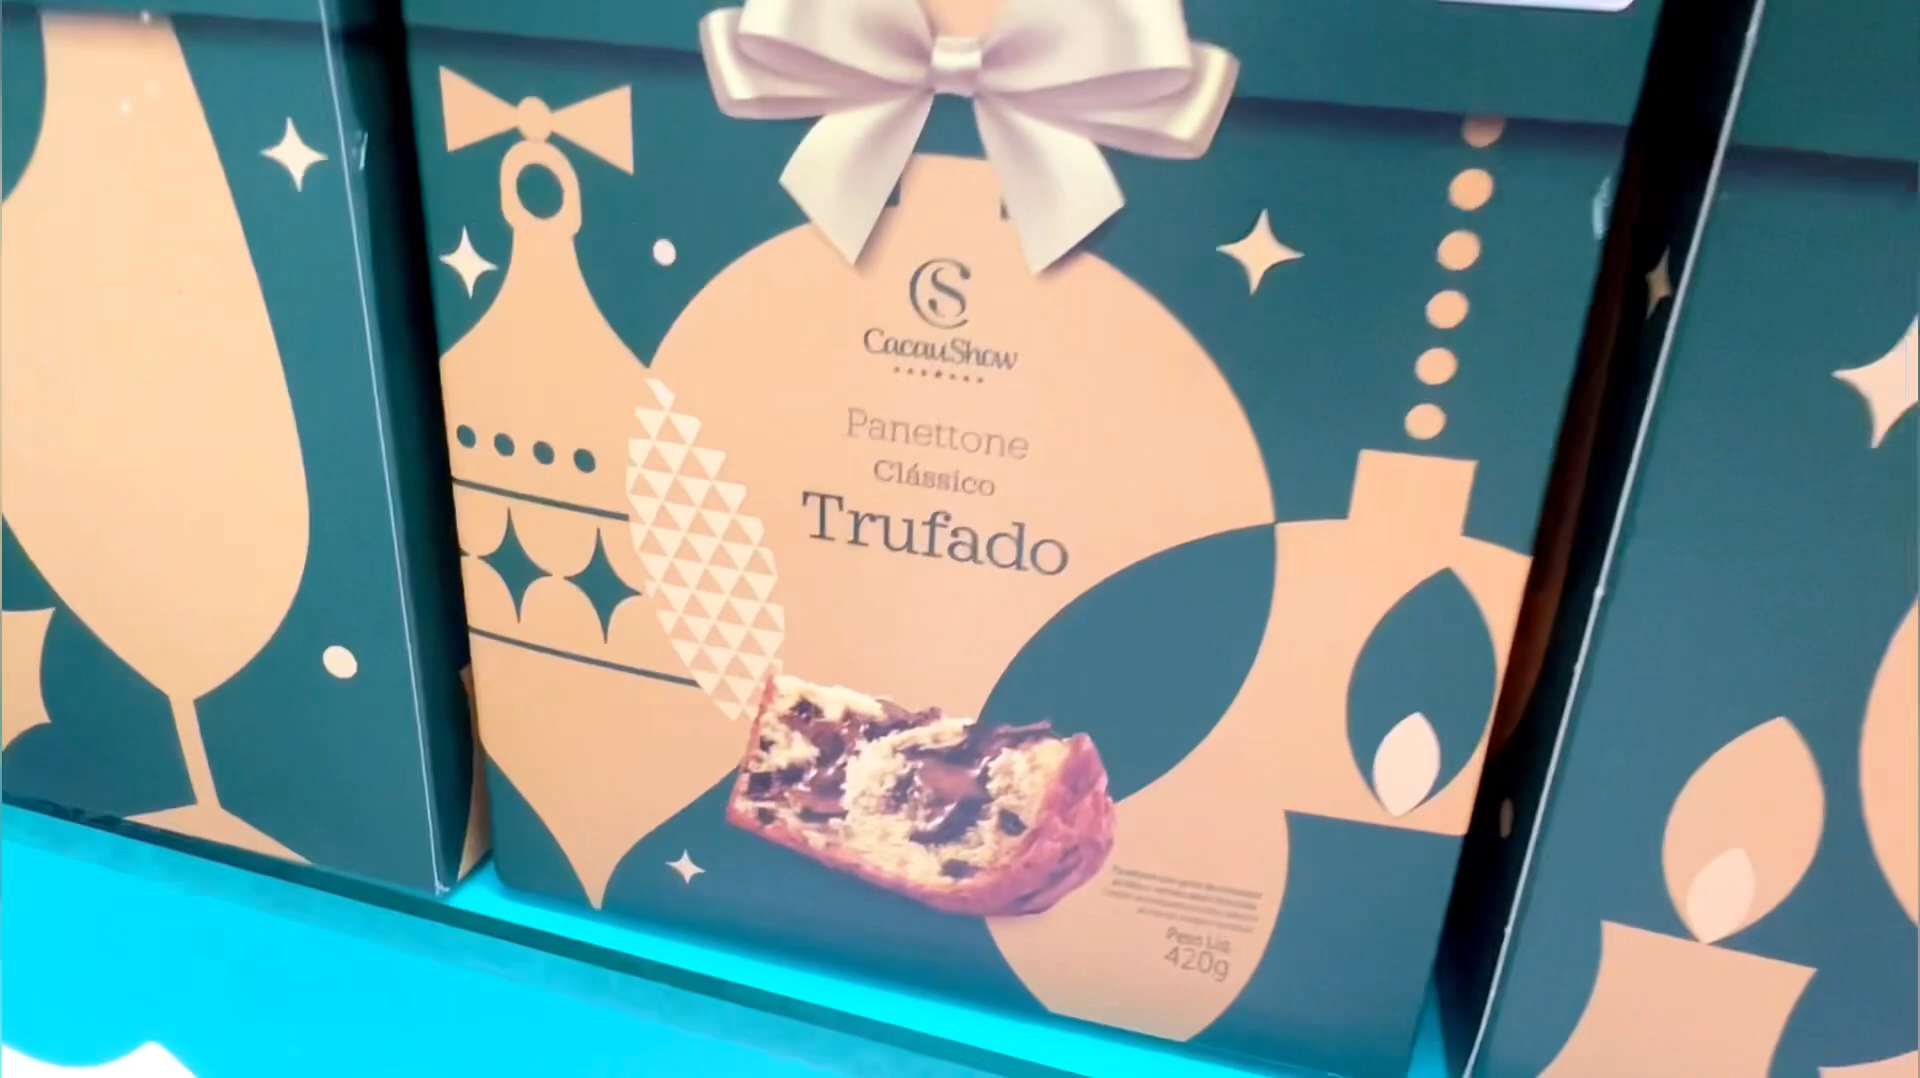 CS
CacauShow
Panettone
Clássico
Trufado
Peso Líq.
420g